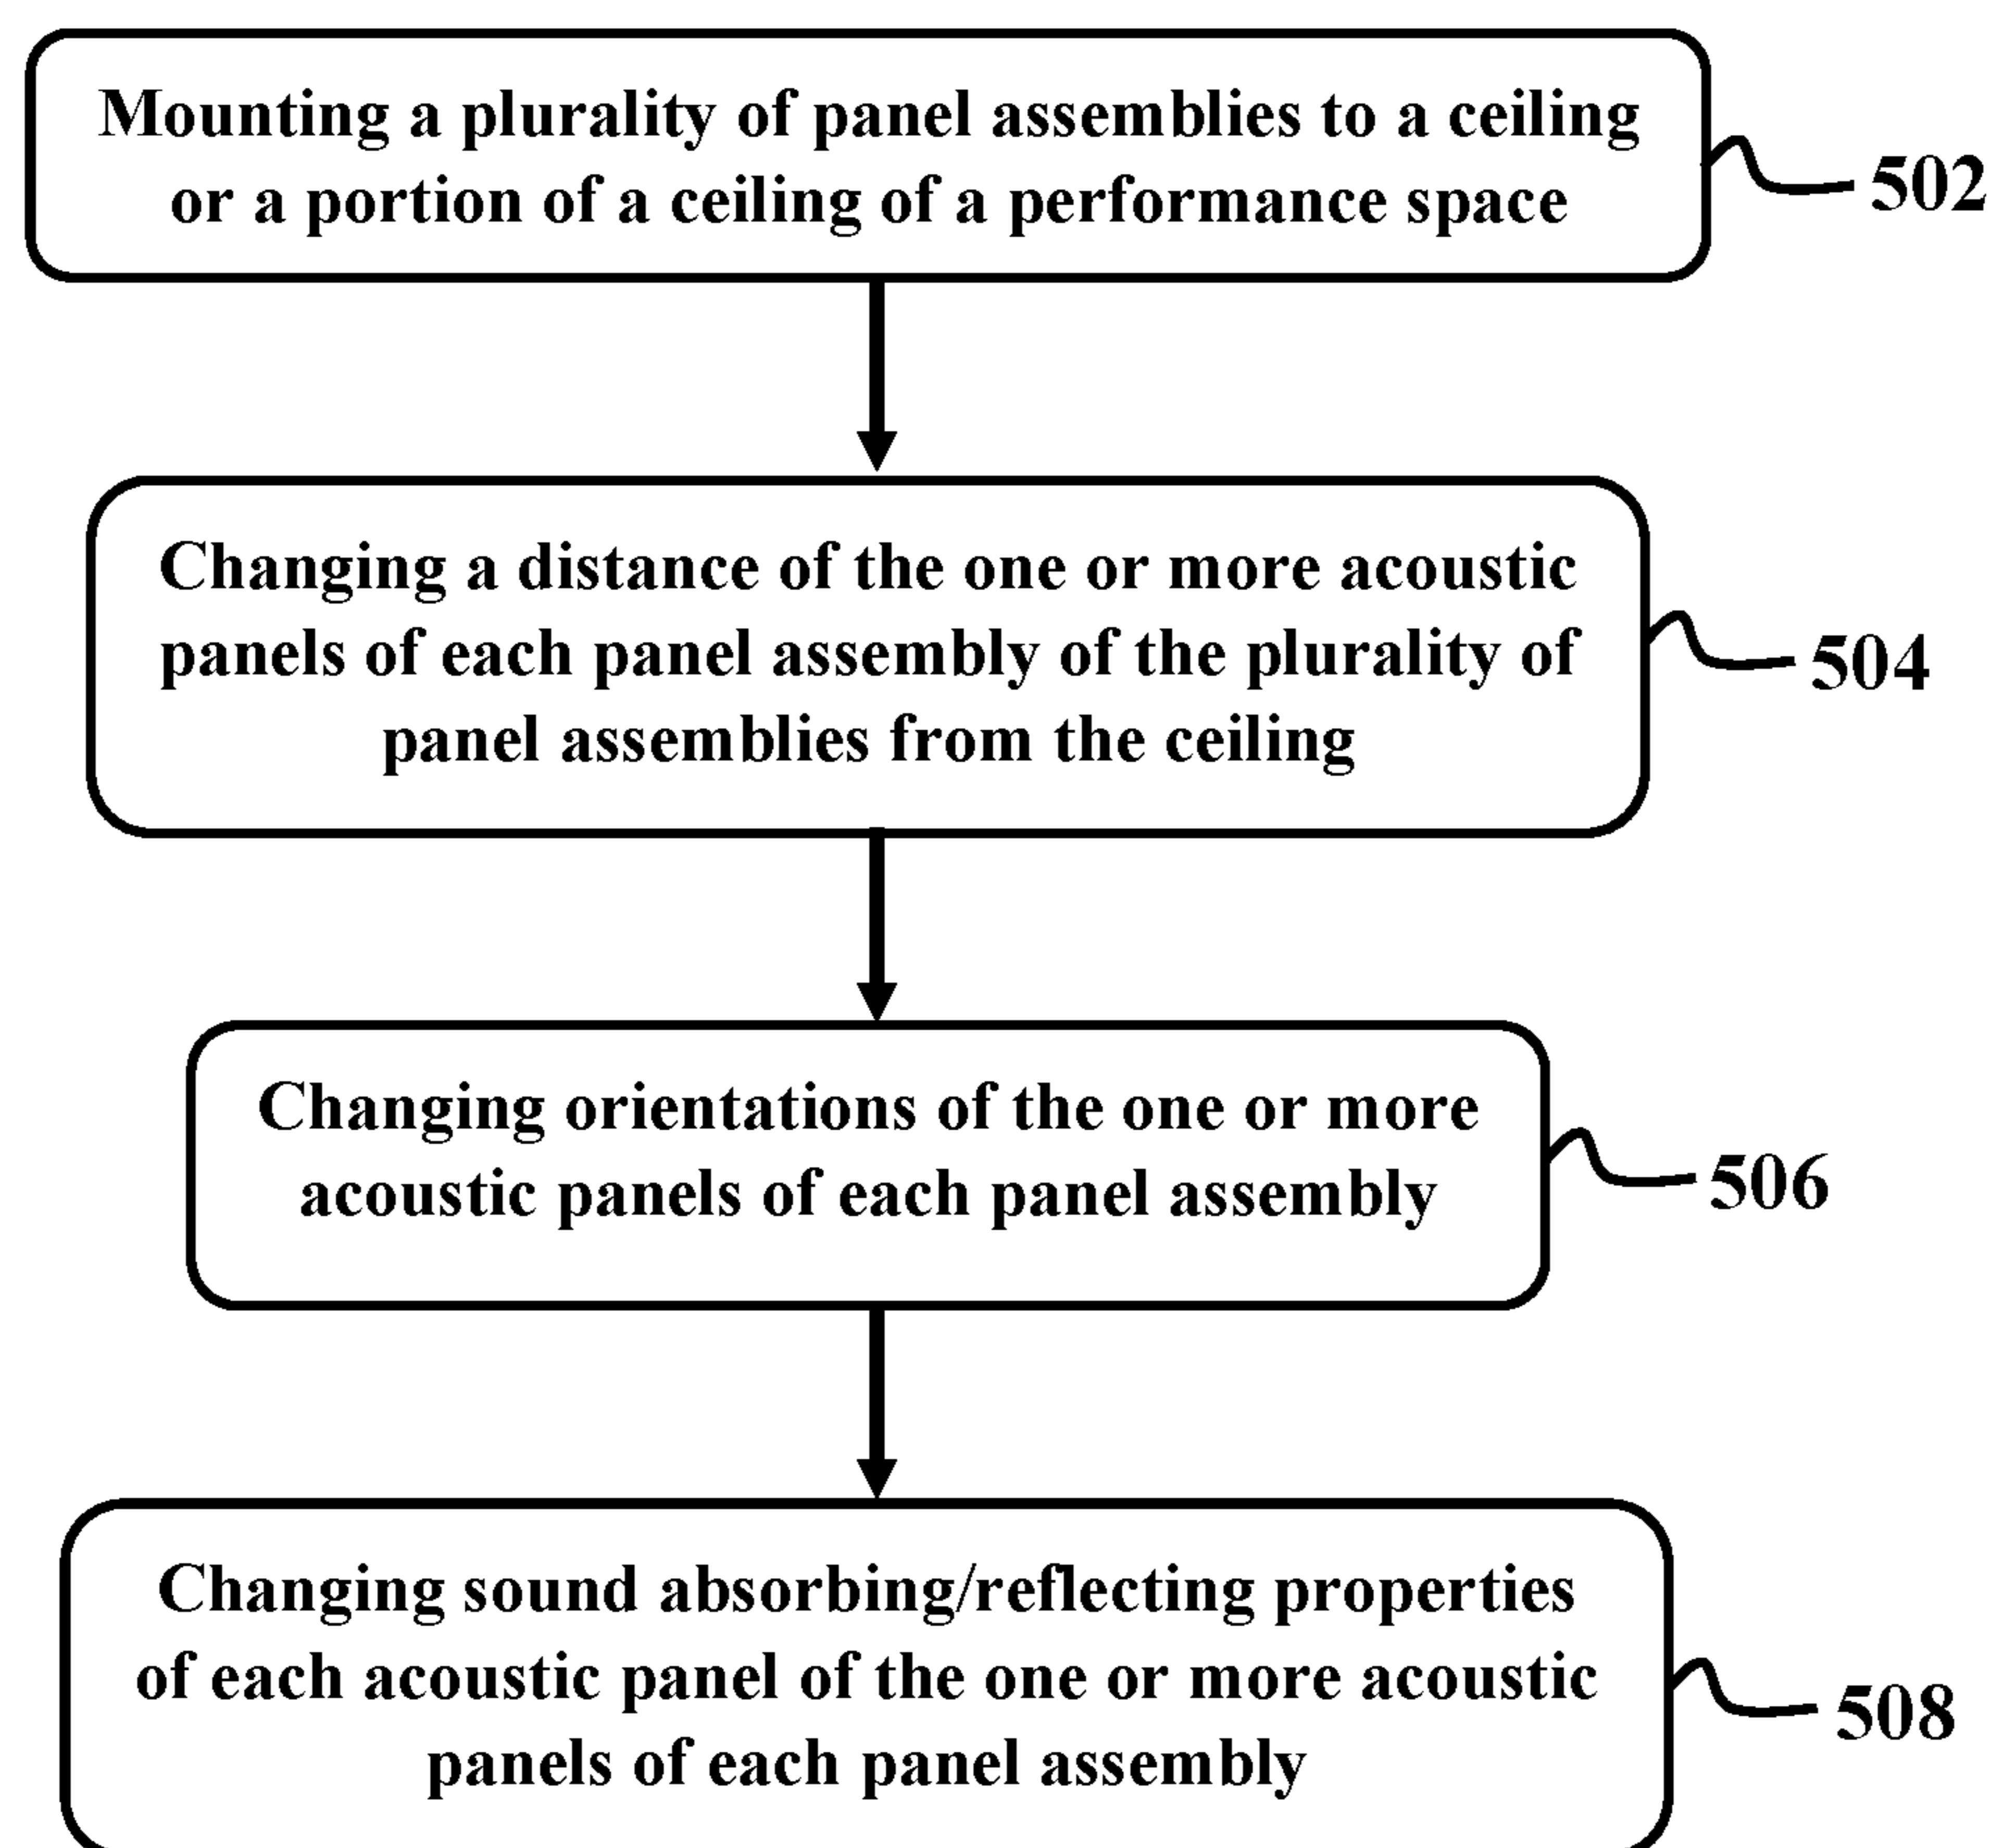 Mounting a plurality of panel assemblies to a ceiling
or a portion of a ceiling of a performance space
502
Changing a distance of the one or more acoustic
panels of each panel assembly of the plurality of
panel assemblies from the ceiling
504
Changing orientations of the one or more
acoustic panels of each panel assembly
506
Changing sound absorbing/reflecting properties
of each acoustic panel of the one or more acoustic
panels of each panel assembly
508